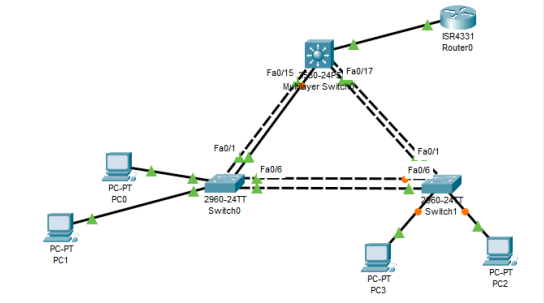 ISR4331
Router0
Fa0/15
Fa0/17
3560-24PS
Multilayer Switch0
Fa0/1
Fa0/1
Fa0/6
Fa0/6
PC-PT
PC0
2960-24TT
Switch0
2960-24TT
Switch1
PC-PT
PC1
PC-PT
PC3
PC-PT
PC2